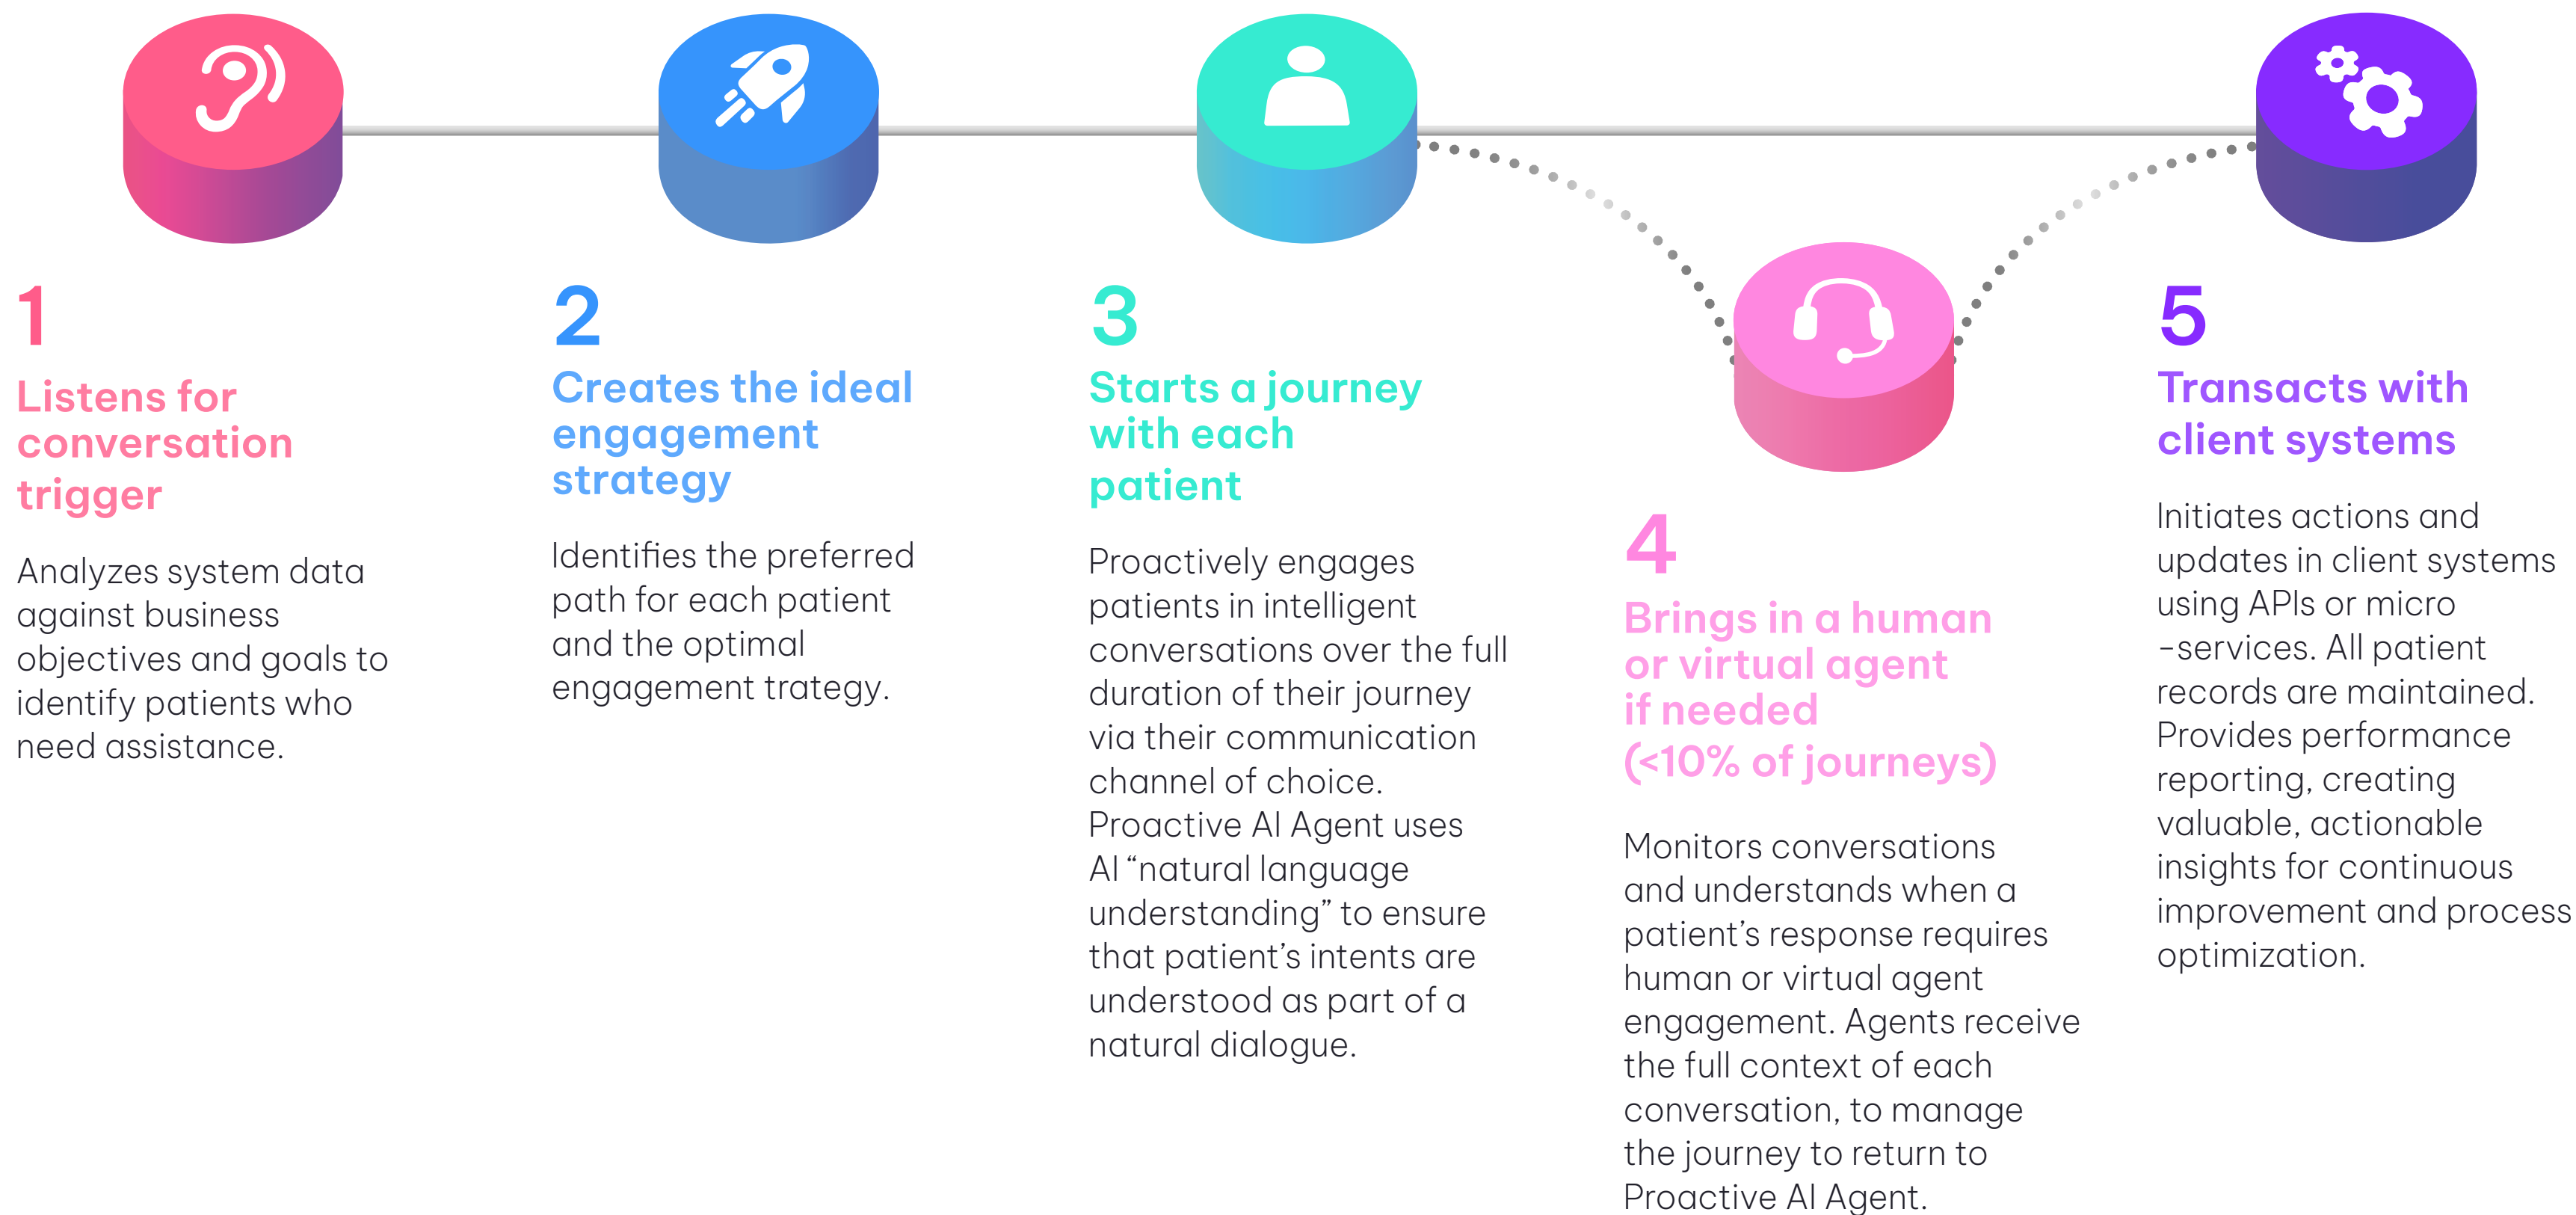 1
Listens for
conversation
trigger
Analyzes system data
against business
objectives and goals to
identify patients who
need assistance.
2
Creates the ideal
engagement
strategy
Identifies the preferred
path for each patient
and the optimal
engagement trategy.
3
Starts a journey
with each
patient
Proactively engages
patients in intelligent
conversations over the full
duration of their journey
via their communication
channel of choice.
Proactive AI Agent uses
AI “natural language
understanding” to ensure
that patient’s intents are
understood as part of a
natural dialogue.
4
Brings in a human
or virtual agent
if needed
(<10% of journeys)
Monitors conversations
and understands when a
patient’s response requires
human or virtual agent
engagement. Agents receive
the full context of each
conversation, to manage
the journey to return to
Proactive AI Agent.
5
Transacts with
client systems
Initiates actions and
updates in client systems
using APIs or micro
-services. All patient
records are maintained.
Provides performance
reporting, creating
valuable, actionable
insights for continuous
improvement and process
optimization.